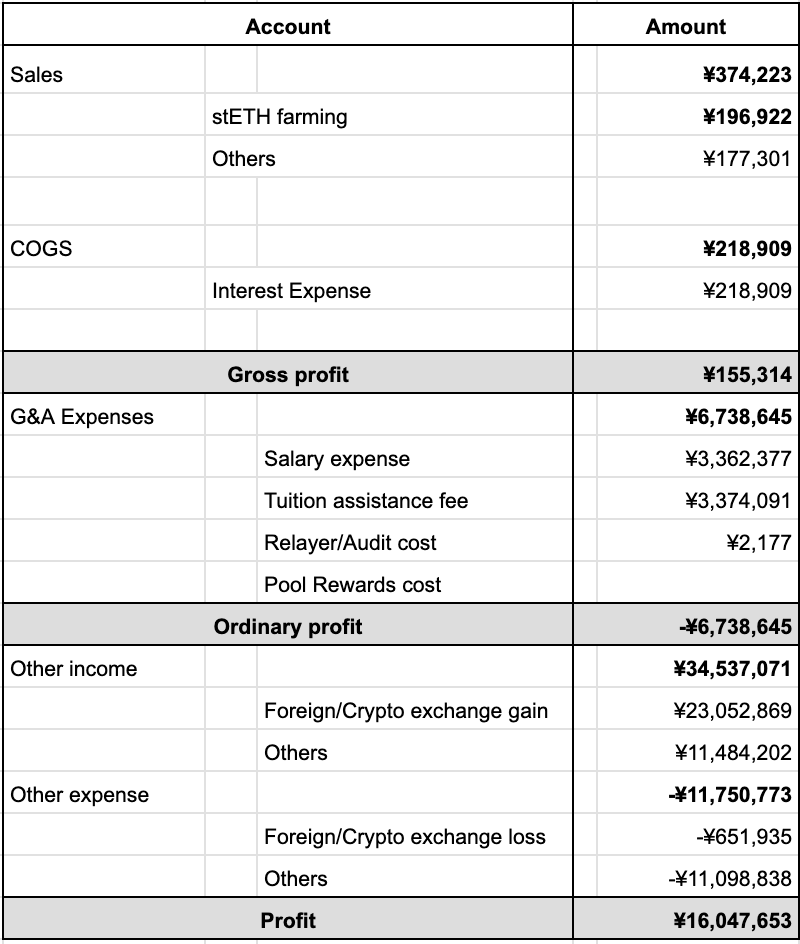 Account Amount
Sales ¥374,223
stETH farming ¥196,922
Others ¥177,301
COGS ¥218,909
Interest Expense ¥218,909
Gross profit ¥155,314
G&A Expenses ¥6,738,645
Salary expense ¥3,362,377
Tuition assistance fee ¥3,374,091
Relayer/Audit cost ¥2,177
Pool Rewards cost
Ordinary profit -¥6,738,645
Other income ¥34,537,071
Foreign/Crypto exchange gain ¥23,052,869
Others ¥11,484,202
Other expense -¥11,750,773
Foreign/Crypto exchange loss -¥651,935
Others -¥11,098,838
Profit ¥16,047,653